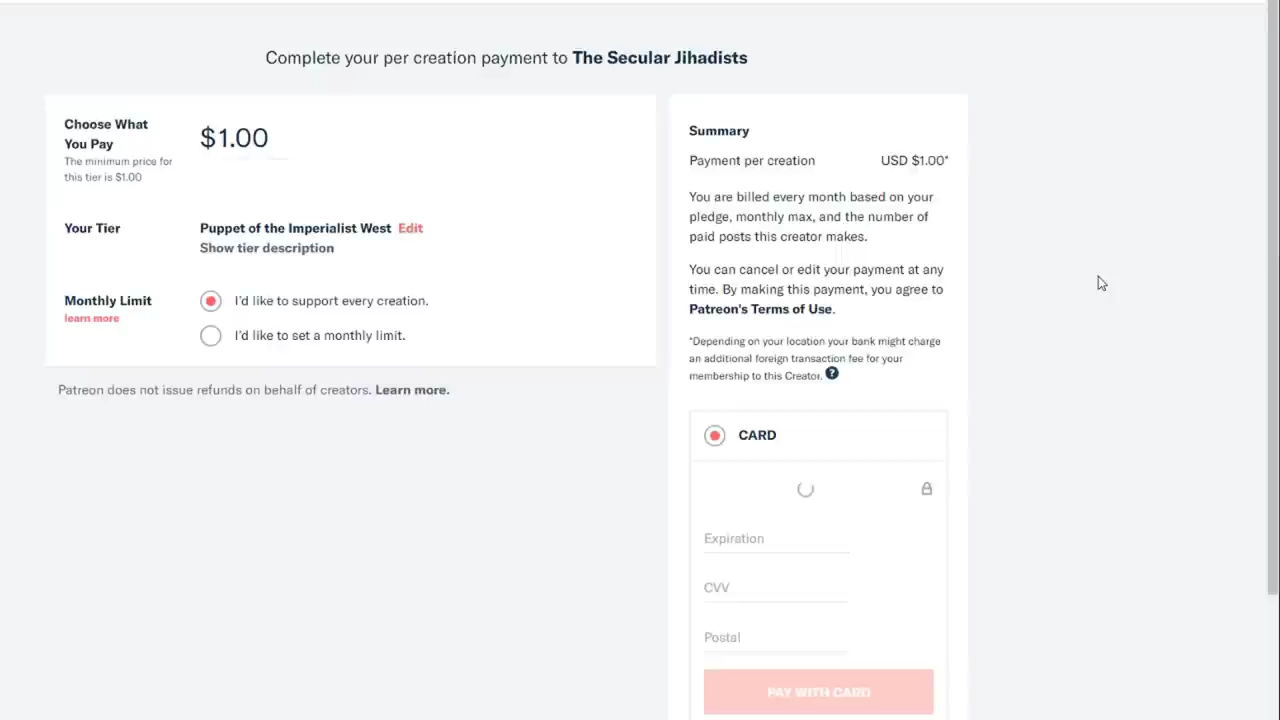 Complete your per creation payment to The Secular Jihadists
Choose What
You Pay
The minimum price for
this tier is $1.00
$1.00
Your Tier
Puppet of the Imperialist West Edit
Show tier description
Monthly Limit
learn more
I'd like to support every creation.
I'd like to set a monthly limit.
Patreon does not issue refunds on behalf of creators. Learn more.
Summary
Payment per creation USD $1.00*
You are billed every month based on your
pledge, monthly max, and the number of
paid posts this creator makes.
You can cancel or edit your payment at any
time. By making this payment, you agree to
Patreon's Terms of Use.
*Depending on your location your bank might charge
an additional foreign transaction fee for your
membership to this Creator. ?
CARD
Expiration
CVV
Postal
PAY WITH CARD